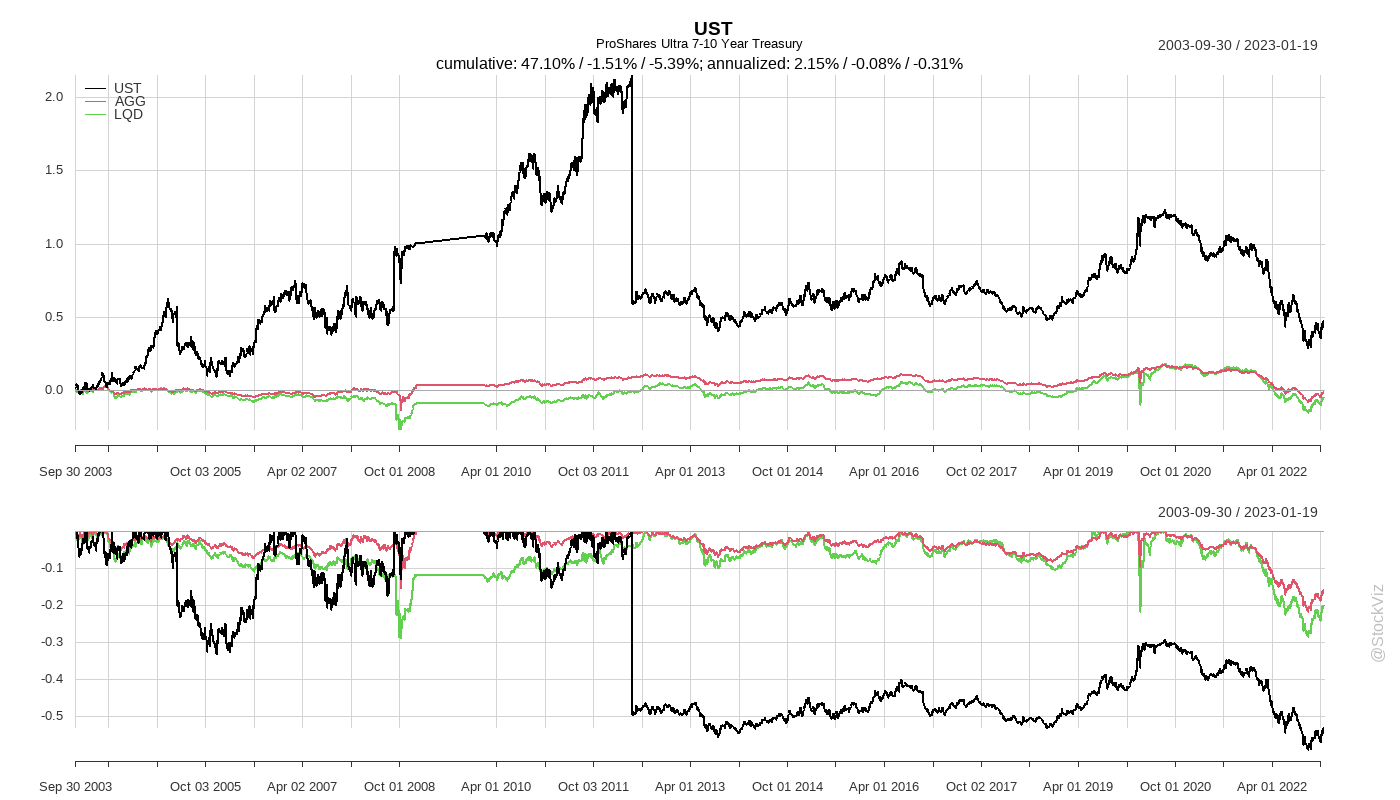 UST
ProShares Ultra 7-10 Year Treasury
2003-09-30 / 2023-01-19
cumulative: 47.10% / -1.51% / -5.39%; annualized: 2.15% / -0.08% / -0.31%
UST
AGG
LQD
2.0
1.5
1.0
0.5
0.0
Sep 30 2003 Oct 03 2005 Apr 02 2007 Oct 01 2008 Apr 01 2010 Oct 03 2011 Apr 01 2013 Oct 01 2014 Apr 01 2016 Oct 02 2017 Apr 01 2019 Oct 01 2020 Apr 01 2022
2003-09-30 / 2023-01-19
-0.1
-0.2
-0.3
-0.4
-0.5
Sep 30 2003 Oct 03 2005 Apr 02 2007 Oct 01 2008 Apr 01 2010 Oct 03 2011 Apr 01 2013 Oct 01 2014 Apr 01 2016 Oct 02 2017 Apr 01 2019 Oct 01 2020 Apr 01 2022
@StockViz